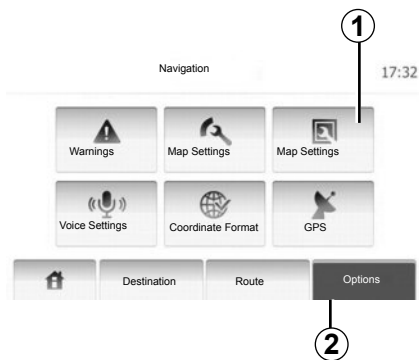 1
Navigation
17:32
Warnings
Map Settings
Map Settings
Voice Settings
Coordinate Format
GPS
Destination
Route
Options
2